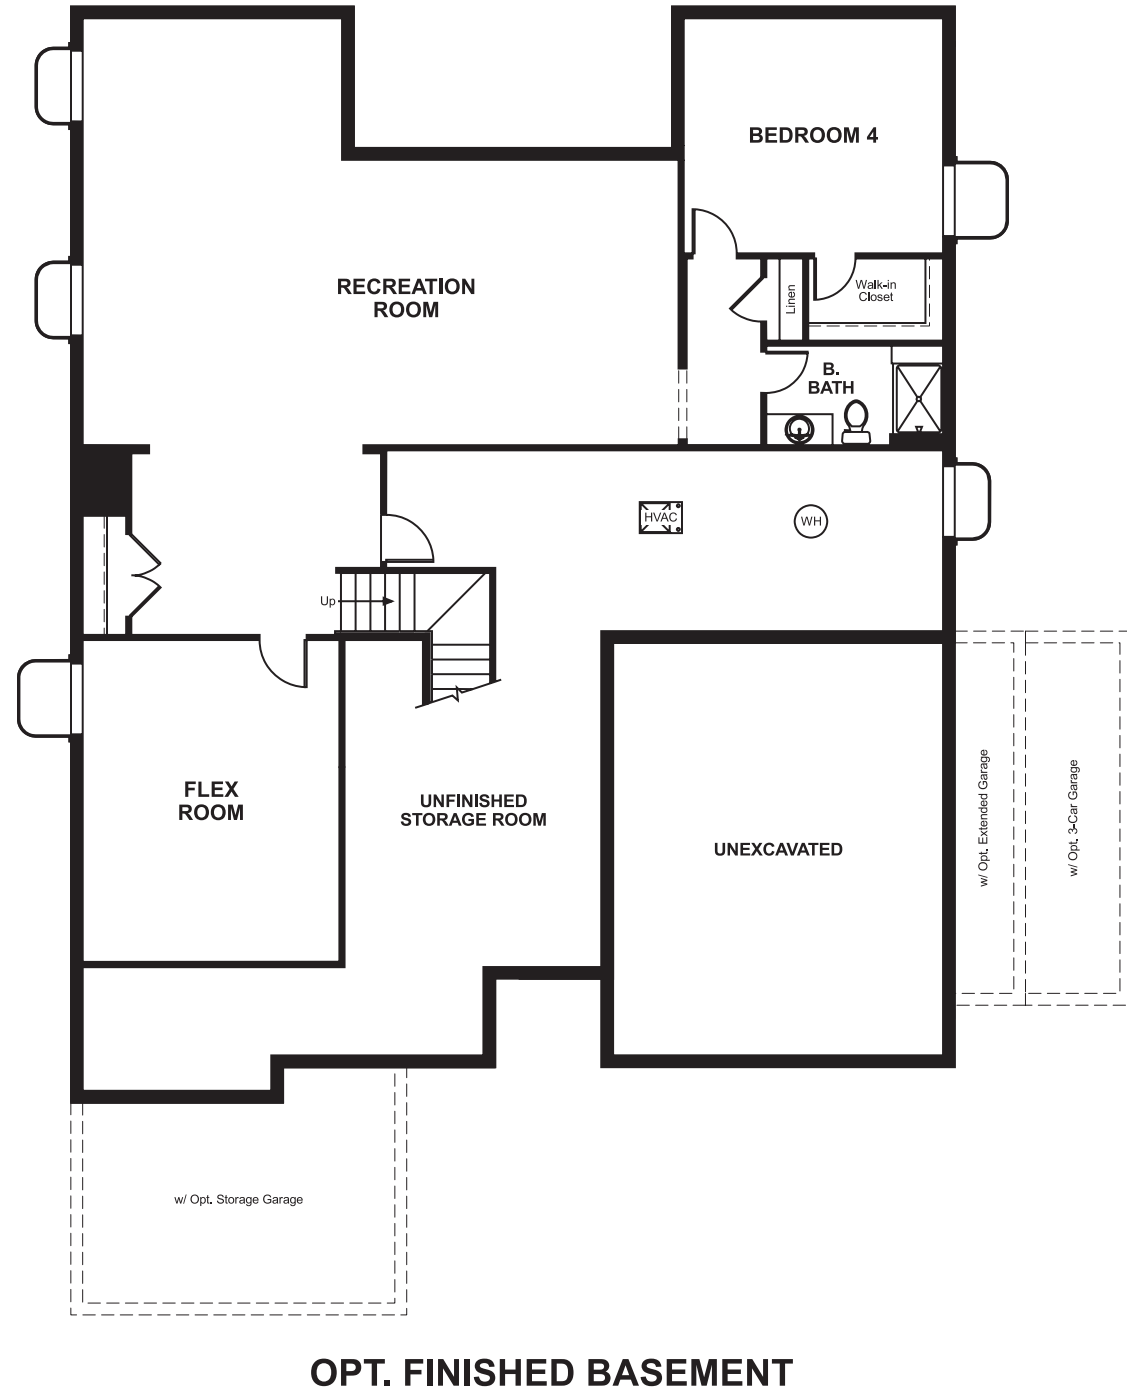 BEDROOM 4
RECREATION
ROOM
Linen
Walk-in
Closet
B.
BATH
HVAC
WH
Up
FLEX
ROOM
UNFINISHED
STORAGE ROOM
UNEXCAVATED
w/ Opt. Extended Garage
w/ Opt. 3-Car Garage
w/ Opt. Storage Garage
OPT. FINISHED BASEMENT